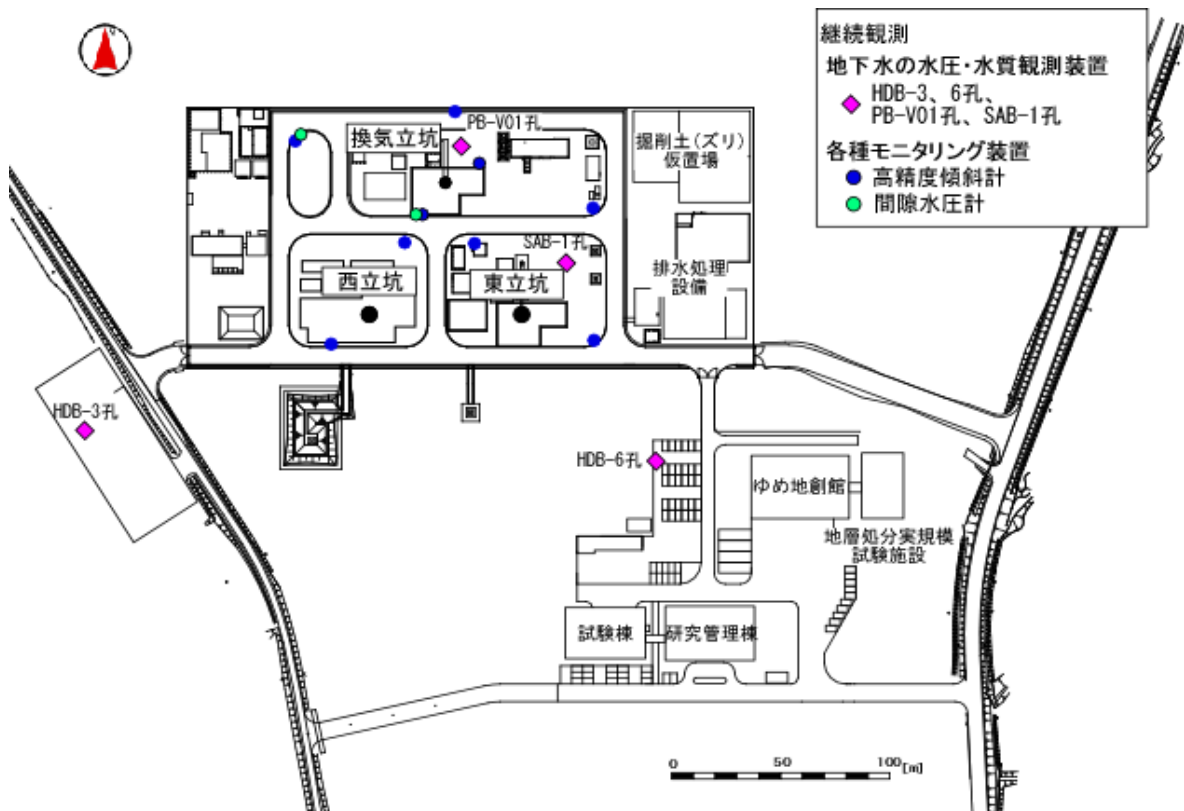 継続観測
地下水の水圧・水質観測装置
HDB-3、6孔、
PB-V01孔、SAB-1孔
各種モニタリング装置
高精度傾斜計
間隙水圧計
PB-V01孔
換気立坑
掘削土(ズリ)
仮置場
SAB-1孔
西立坑
東立坑
排水処理
設備
HDB-3孔
HDB-6孔
ゆめ地創館
地層処分実規模
試験施設
試験棟
研究管理棟
0 50 100[m]